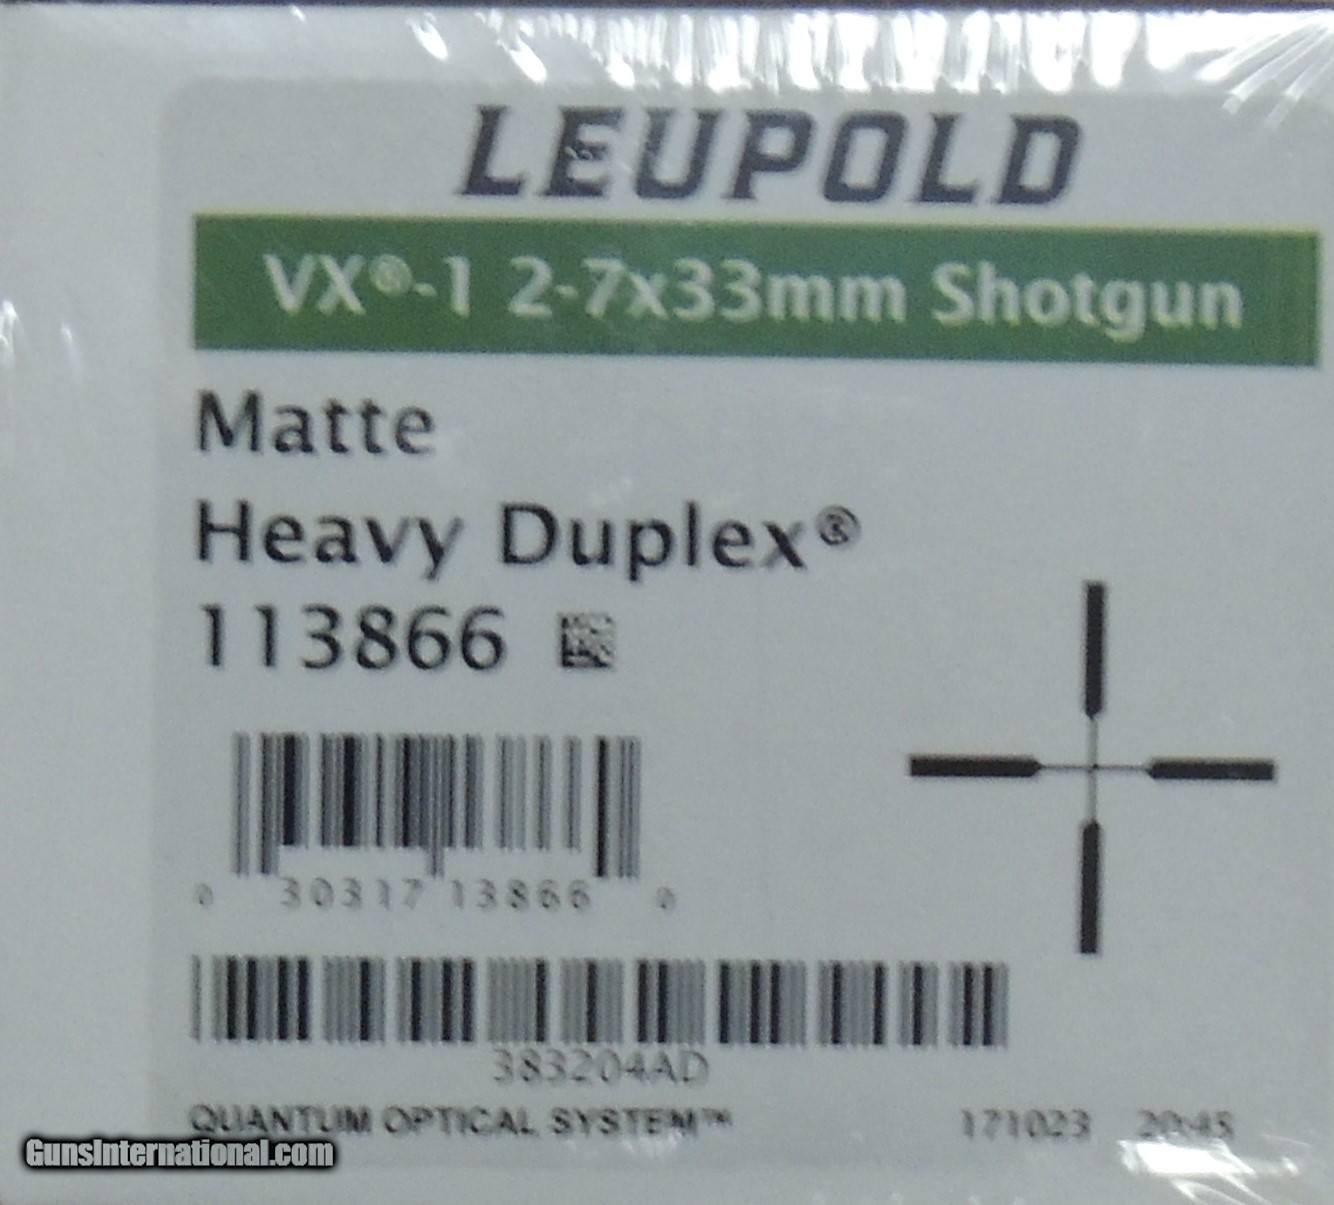 LEUPOLD
VX®-1 2-7x33mm Shotgun
Matte
Heavy Duplex®
113866
0 30317 13866 0
383204AD
QUANTUM OPTICAL SYSTEM™ 171023 20:45
GunsInternational.com